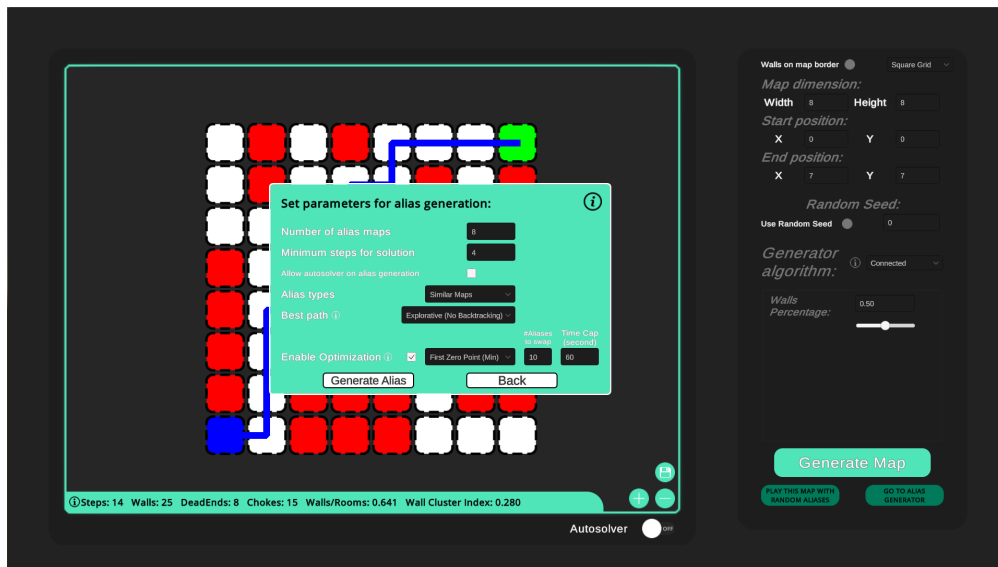 Set parameters for alias generation:
Number of alias maps 8
Minimum steps for solution 4
Allow autosolver on alias generation
Alias types Similar Maps
Best path Explorative (No Backtracking)
#Aliases to swap Time Cap (second)
Enable Optimization First Zero Point (Min) 10 60
Generate Alias Back
Steps: 14 Walls: 25 DeadEnds: 8 Chokes: 15 Walls/Rooms: 0.641 Wall Cluster Index: 0.280
Autosolver OFF
Walls on map border Square Grid
Map dimension:
Width 8 Height 8
Start position:
X 0 Y 0
End position:
X 7 Y 7
Random Seed:
Use Random Seed 0
Generator algorithm: Connected
Walls Percentage: 0.50
Generate Map
PLAY THIS MAP WITH RANDOM ALIASES
GO TO ALIAS GENERATOR